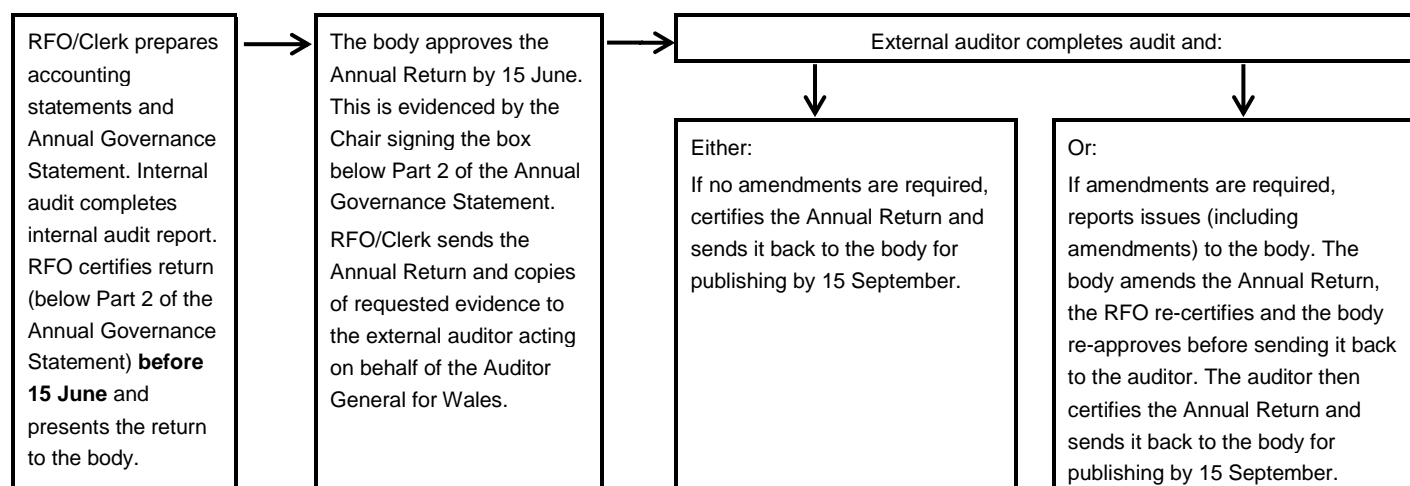 RFO/Clerk prepares
accounting
statements and
Annual Governance
Statement. Internal
audit completes
internal audit report.
RFO certifies return
(below Part 2 of the
Annual Governance
Statement) before
15 June and
presents the return
to the body.
The body approves the
Annual Return by 15 June.
This is evidenced by the
Chair signing the box
below Part 2 of the Annual
Governance Statement.
RFO/Clerk sends the
Annual Return and copies
of requested evidence to
the external auditor acting
on behalf of the Auditor
General for Wales.
External auditor completes audit and:
Either:
If no amendments are required,
certifies the Annual Return and
sends it back to the body for
publishing by 15 September.
Or:
If amendments are required,
reports issues (including
amendments) to the body. The
body amends the Annual Return,
the RFO re-certifies and the body
re-approves before sending it back
to the auditor. The auditor then
certifies the Annual Return and
sends it back to the body for
publishing by 15 September.